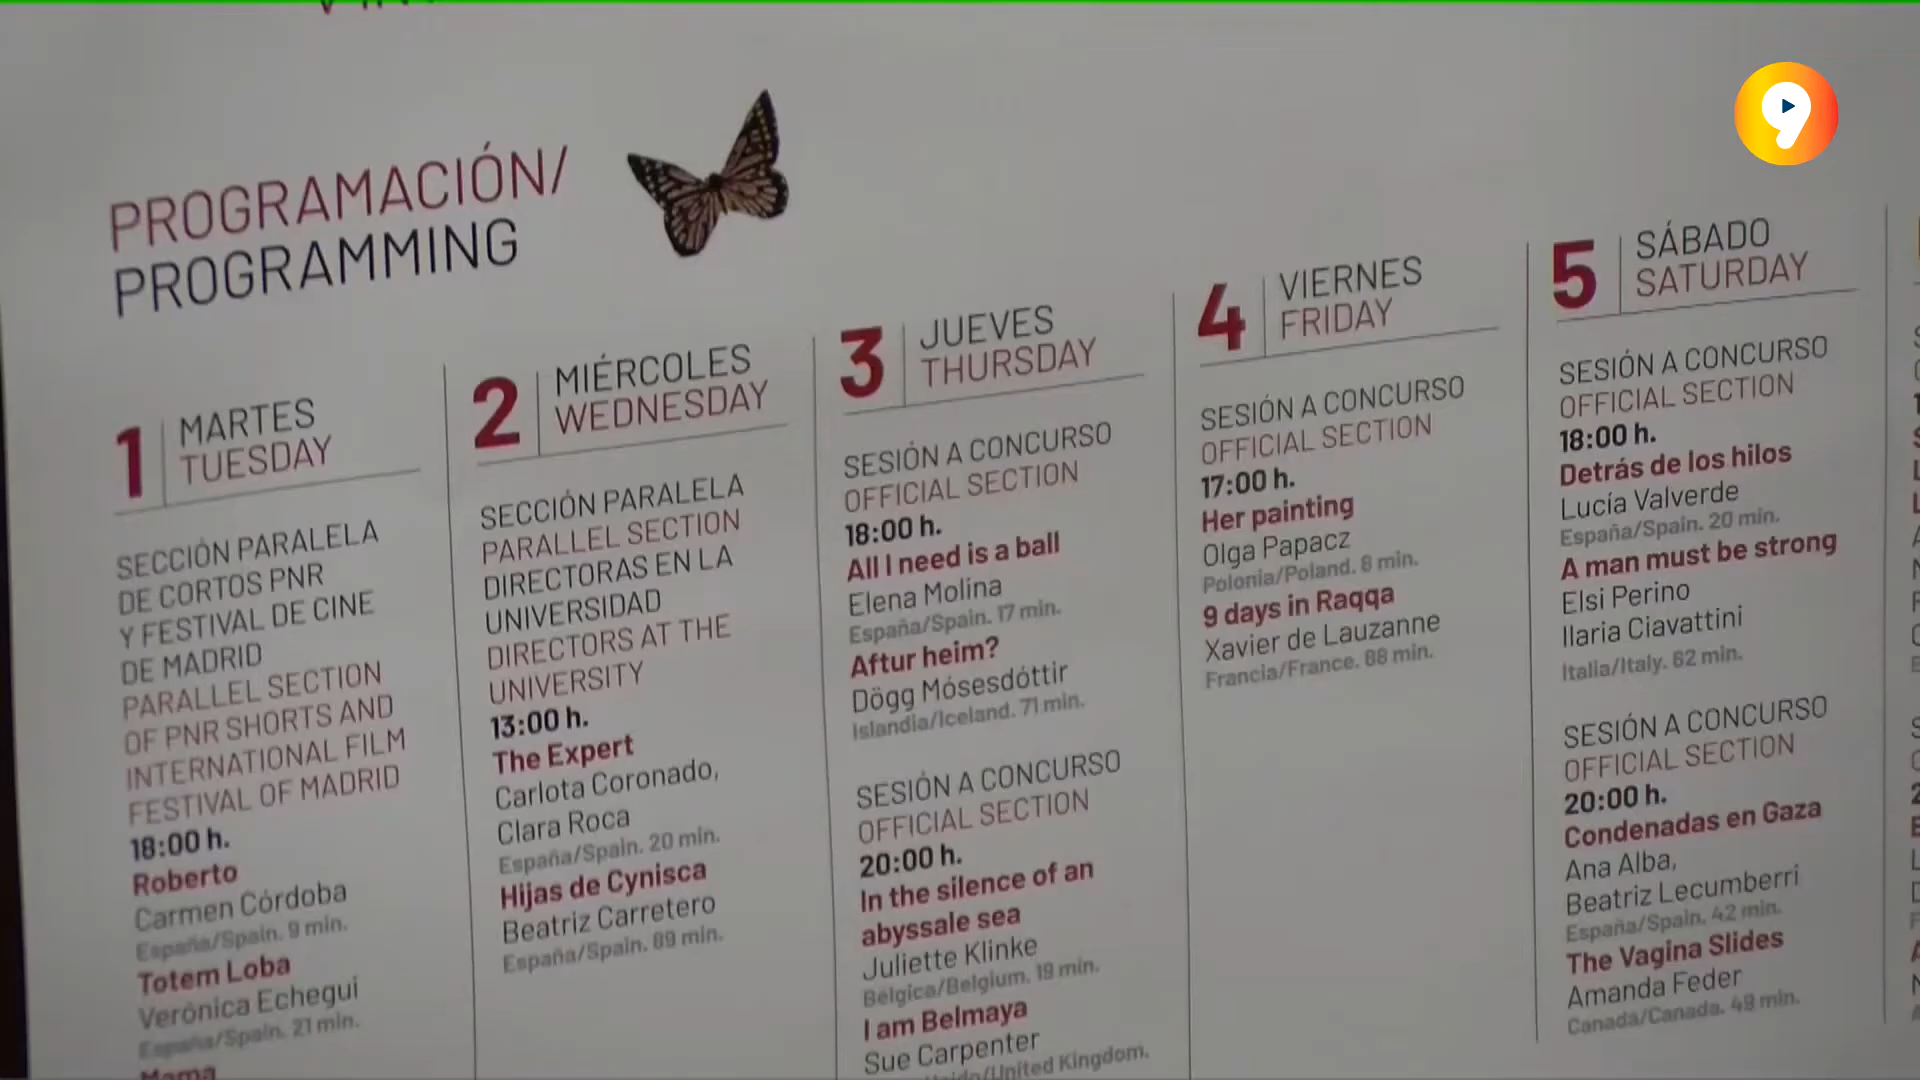 PROGRAMACIÓN/
PROGRAMMING
1
MARTES
TUESDAY
SECCIÓN PARALELA
DE CORTOS PNR
Y FESTIVAL DE CINE
DE MADRID
PARALLEL SECTION
OF PNR SHORTS AND
INTERNATIONAL FILM
FESTIVAL OF MADRID
18:00 h.
Roberto
Carmen Córdoba
España/Spain. 9 min.
Totem Loba
Verónica Echegui
España/Spain. 21 min.
Mama
2
MIÉRCOLES
WEDNESDAY
SECCIÓN PARALELA
PARALLEL SECTION
DIRECTORAS EN LA
UNIVERSIDAD
DIRECTORS AT THE
UNIVERSITY
13:00 h.
The Expert
Carlota Coronado,
Clara Roca
España/Spain. 20 min.
Hijas de Cynisca
Beatriz Carretero
España/Spain. 89 min.
3
JUEVES
THURSDAY
SESIÓN A CONCURSO
OFFICIAL SECTION
18:00 h.
All I need is a ball
Elena Molina
España/Spain. 17 min.
Aftur heim?
Dögg Mósesdóttir
Islandia/Iceland. 71 min.
SESIÓN A CONCURSO
OFFICIAL SECTION
20:00 h.
In the silence of an
abyssale sea
Juliette Klinke
Bélgica/Belgium. 19 min.
I am Belmaya
Sue Carpenter
/United Kingdom.
4
VIERNES
FRIDAY
SESIÓN A CONCURSO
OFFICIAL SECTION
17:00 h.
Her painting
Olga Papacz
Polonia/Poland. 8 min.
9 days in Raqqa
Xavier de Lauzanne
Francia/France. 88 min.
5
SÁBADO
SATURDAY
SESIÓN A CONCURSO
OFFICIAL SECTION
18:00 h.
Detrás de los hilos
Lucía Valverde
España/Spain. 20 min.
A man must be strong
Elsi Perino
Ilaria Ciavattini
Italia/Italy. 62 min.
SESIÓN A CONCURSO
OFFICIAL SECTION
20:00 h.
Condenadas en Gaza
Ana Alba,
Beatriz Lecumberri
España/Spain. 42 min.
The Vagina Slides
Amanda Feder
Canadá/Canada. 48 min.
9